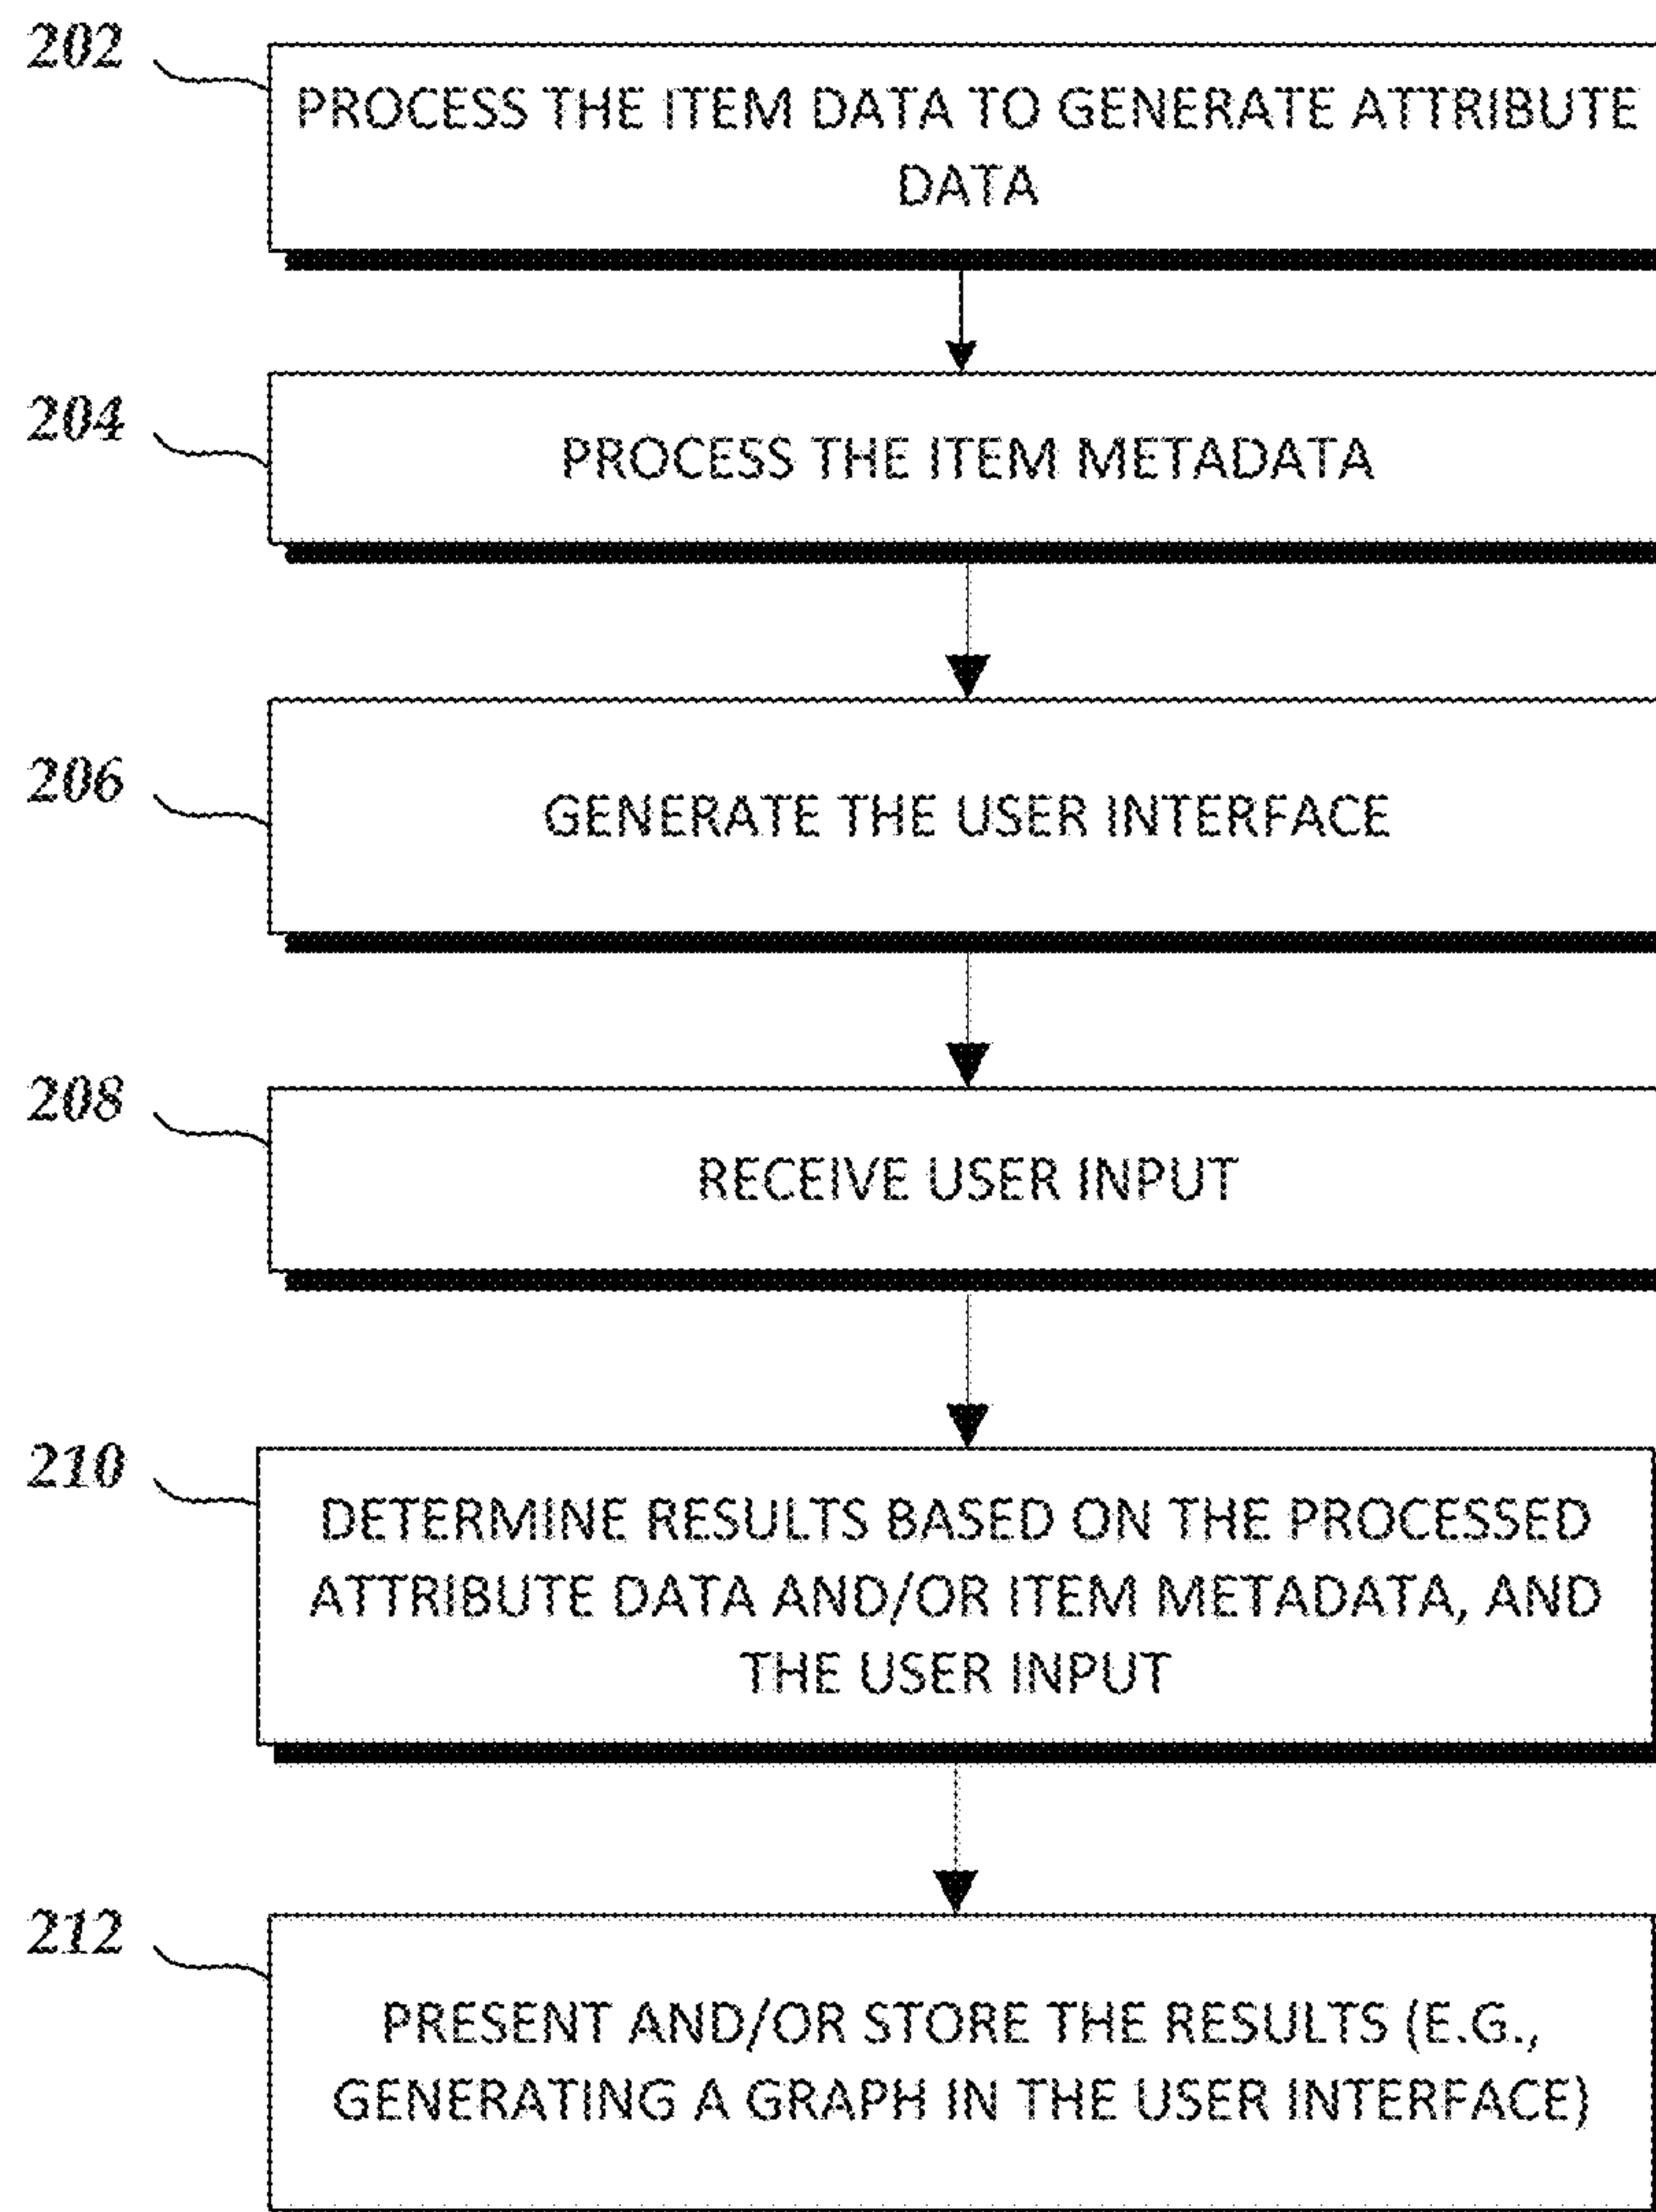 202
PROCESS THE ITEM DATA TO GENERATE ATTRIBUTE
DATA
204
PROCESS THE ITEM METADATA
206
GENERATE THE USER INTERFACE
208
RECEIVE USER INPUT
210
DETERMINE RESULTS BASED ON THE PROCESSED
ATTRIBUTE DATA AND/OR ITEM METADATA, AND
THE USER INPUT
212
PRESENT AND/OR STORE THE RESULTS (E.G.,
GENERATING A GRAPH IN THE USER INTERFACE)